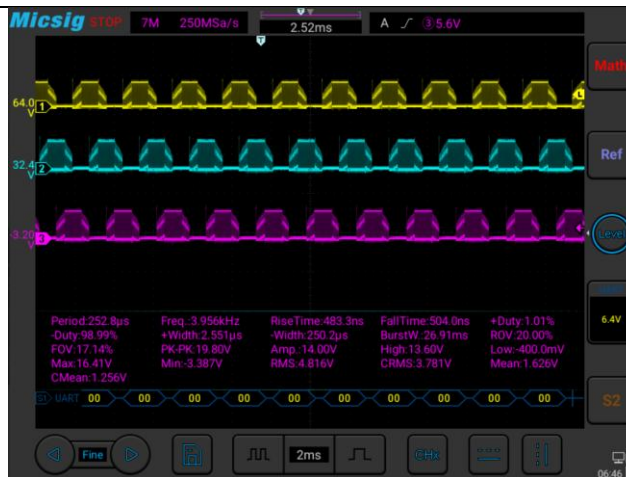 Micsig STOP 7M 250MSa/s 2.52ms A 3 5.6V
T
Math
64.0 V 1
L
Ref
32.4 V 2
-3.20 V 3
Level
6.4V
Period:252.8μs Freq.:3.956kHz RiseTime:483.3ns FallTime:504.0ns +Duty:1.01%
-Duty:98.99% +Width:2.551μs -Width:250.2μs BurstW:26.91ms ROV:20.00%
FOV:17.14% PK-PK:19.80V Amp.:14.00V High:13.60V Low:-400.0mV
Max:16.41V Min:-3.387V RMS:4.816V CRMS:3.781V Mean:1.626V
CMean:1.256V
S1 UART 00 00 00 00 00 00 00 00 00 00
S2
Fine 2ms CHX
06:46